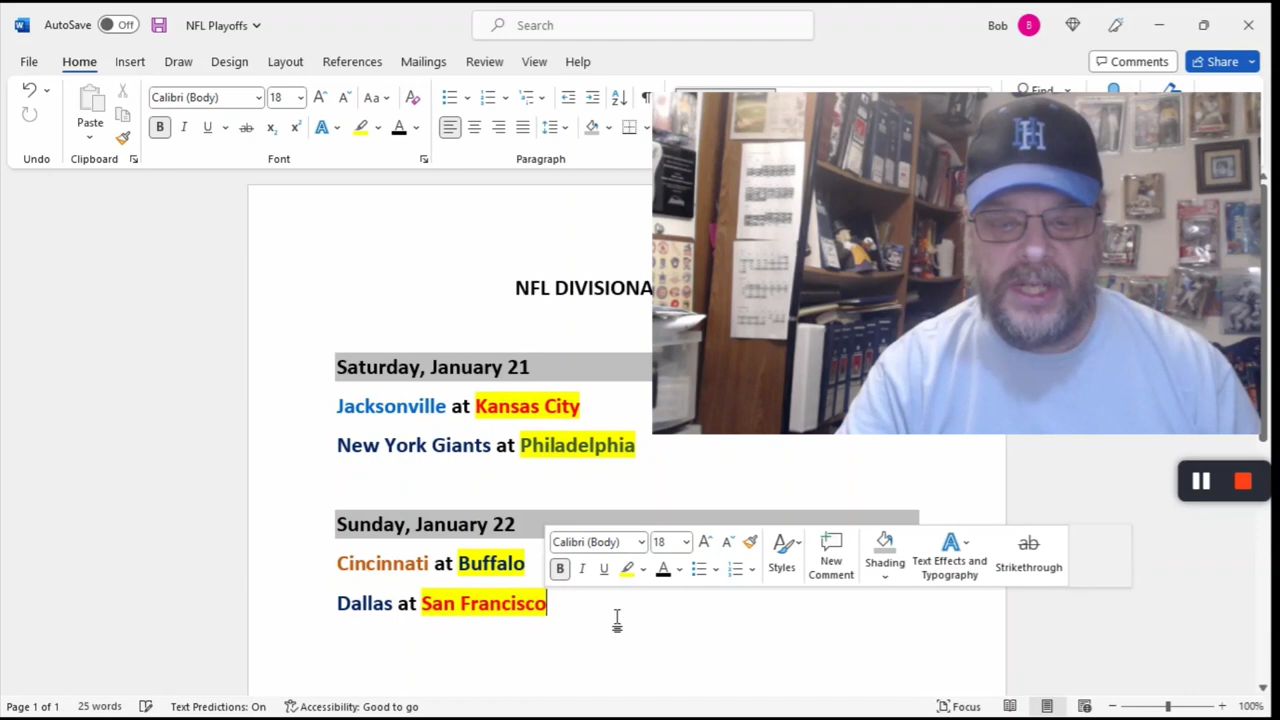 AutoSave Off NFL Playoffs Search Bob B
File Home Insert Draw Design Layout References Mailings Review View Help Comments Share
Calibri (Body) 18 Aa Find
Paste
Undo Clipboard Font Paragraph
NFL DIVISIONA
Saturday, January 21
Jacksonville at Kansas City
New York Giants at Philadelphia
Sunday, January 22
Cincinnati at Buffalo
Dallas at San Francisco
Calibri (Body) 18
Styles New Comment Shading Text Effects and Typography Strikethrough
Page 1 of 1 25 words Text Predictions: On Accessibility: Good to go Focus 100%